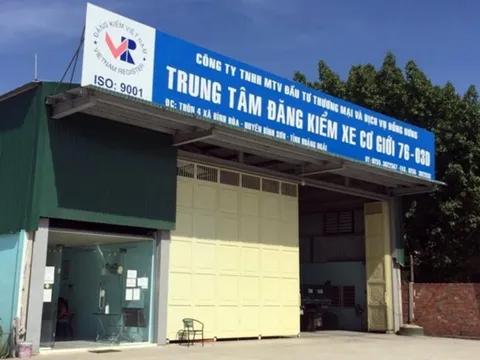 ĐĂNG KIỂM VIỆT NAM
VR
VIETNAM REGISTER
ISO: 9001
CÔNG TY TNHH MTV ĐẦU TƯ THƯƠNG MẠI VÀ DỊCH VỤ ĐỒNG HƯNG
TRUNG TÂM ĐĂNG KIỂM XE CƠ GIỚI 76-03D
ĐC: THÔN 4 XÃ BÌNH HÒA - HUYỆN BÌNH SƠN - TỈNH QUẢNG NGÃI